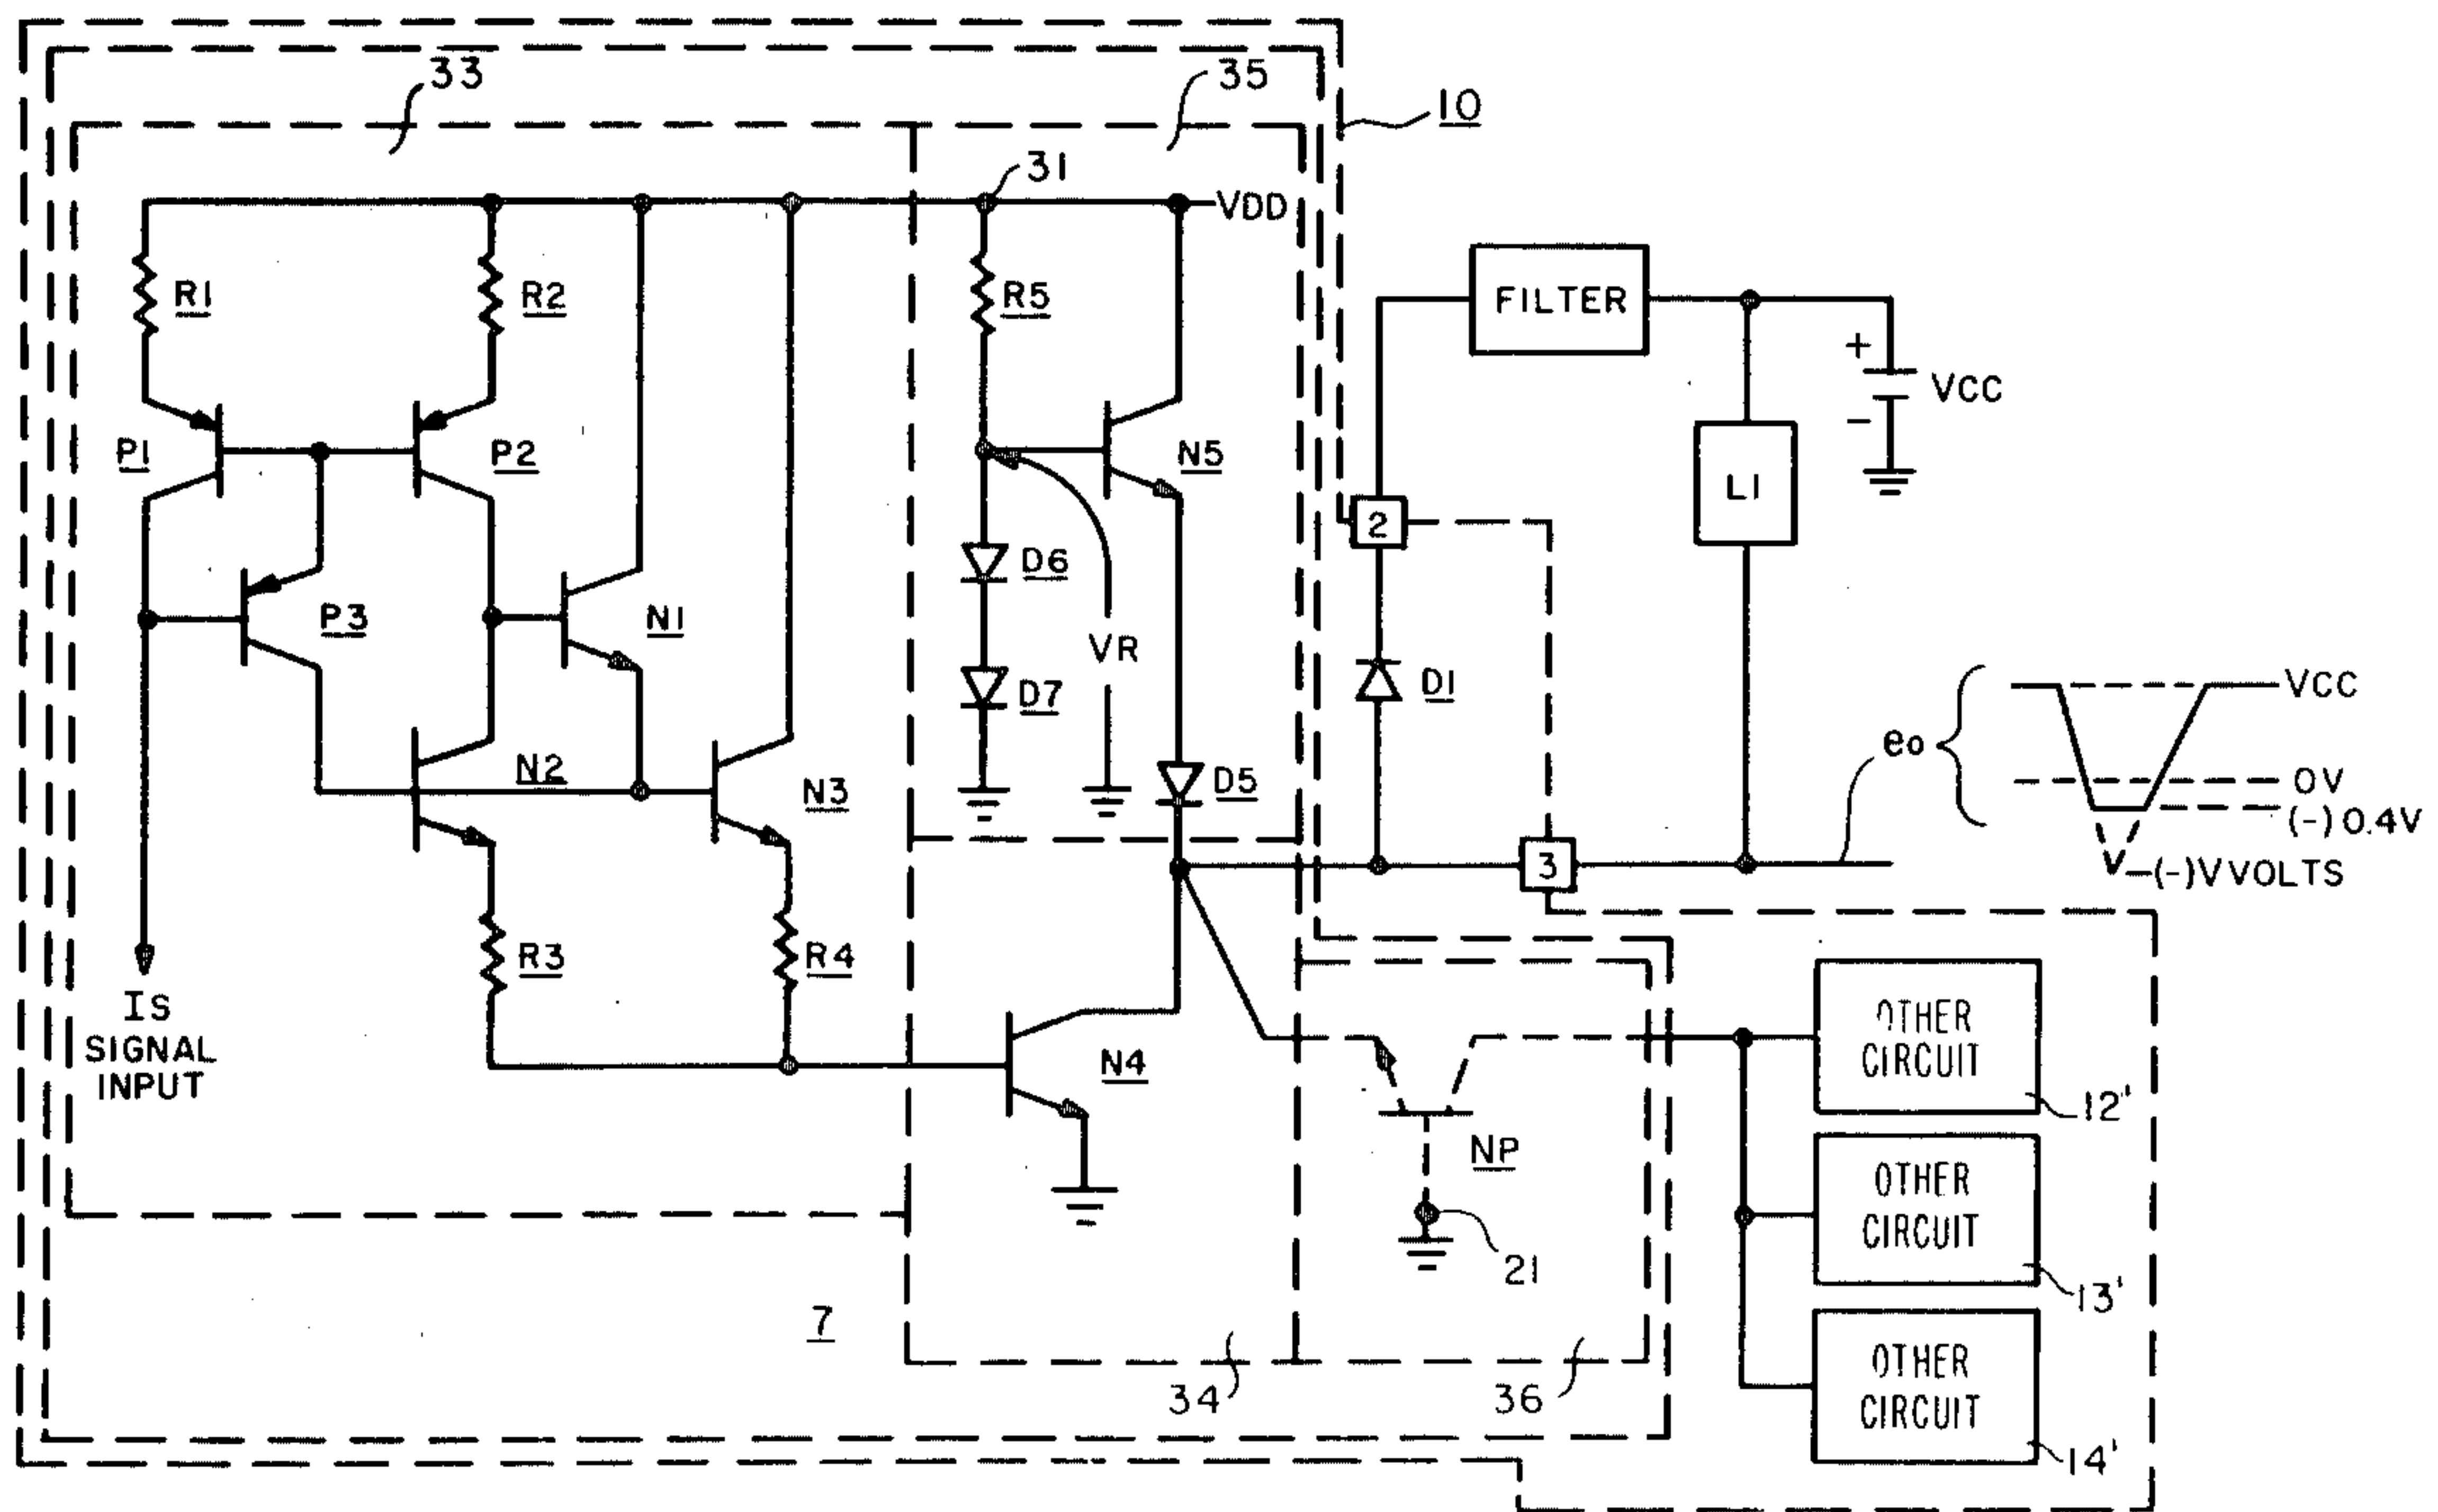 33
35
10
31
VDD
R1
R2
R5
FILTER
+
VCC
-
P1
P2
N5
2
L1
D6
P3
N1
VR
D7
D1
VCC
eo
N2
N3
D5
0V
(-) 0.4V
3
(-)V VOLTS
R3
R4
IS
SIGNAL
INPUT
N4
OTHER
CIRCUIT
12'
NP
OTHER
CIRCUIT
21
13'
7
OTHER
CIRCUIT
34
36
14'